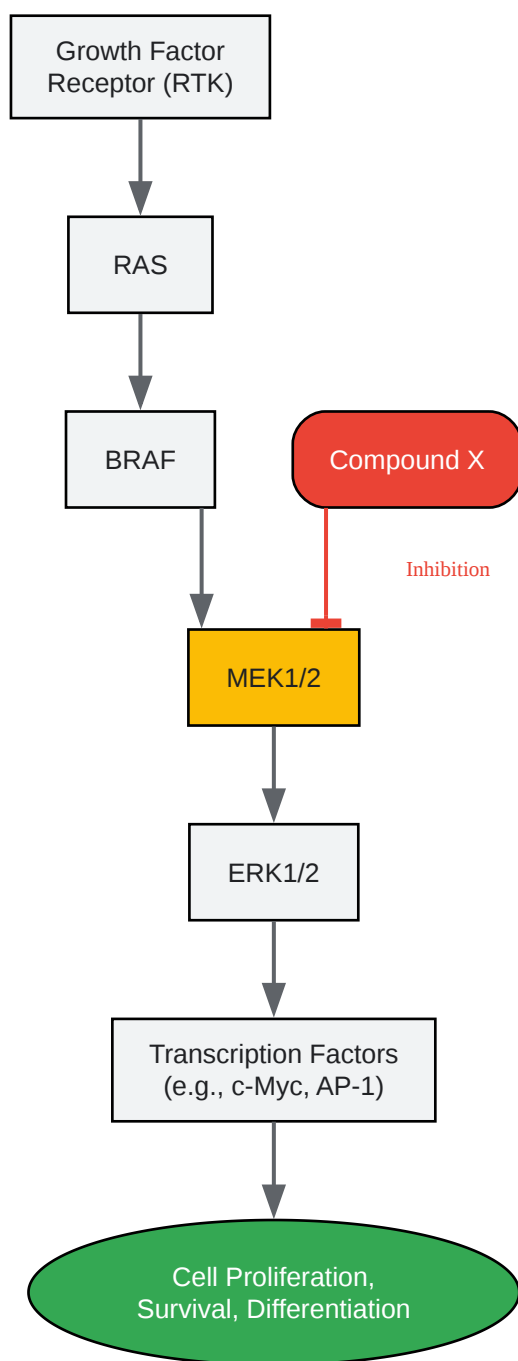 Growth Factor
Receptor (RTK)
RAS
BRAF
Compound X
Inhibition
MEK1/2
ERK1/2
Transcription Factors
(e.g., c-Myc, AP-1)
Cell Proliferation,
Survival, Differentiation